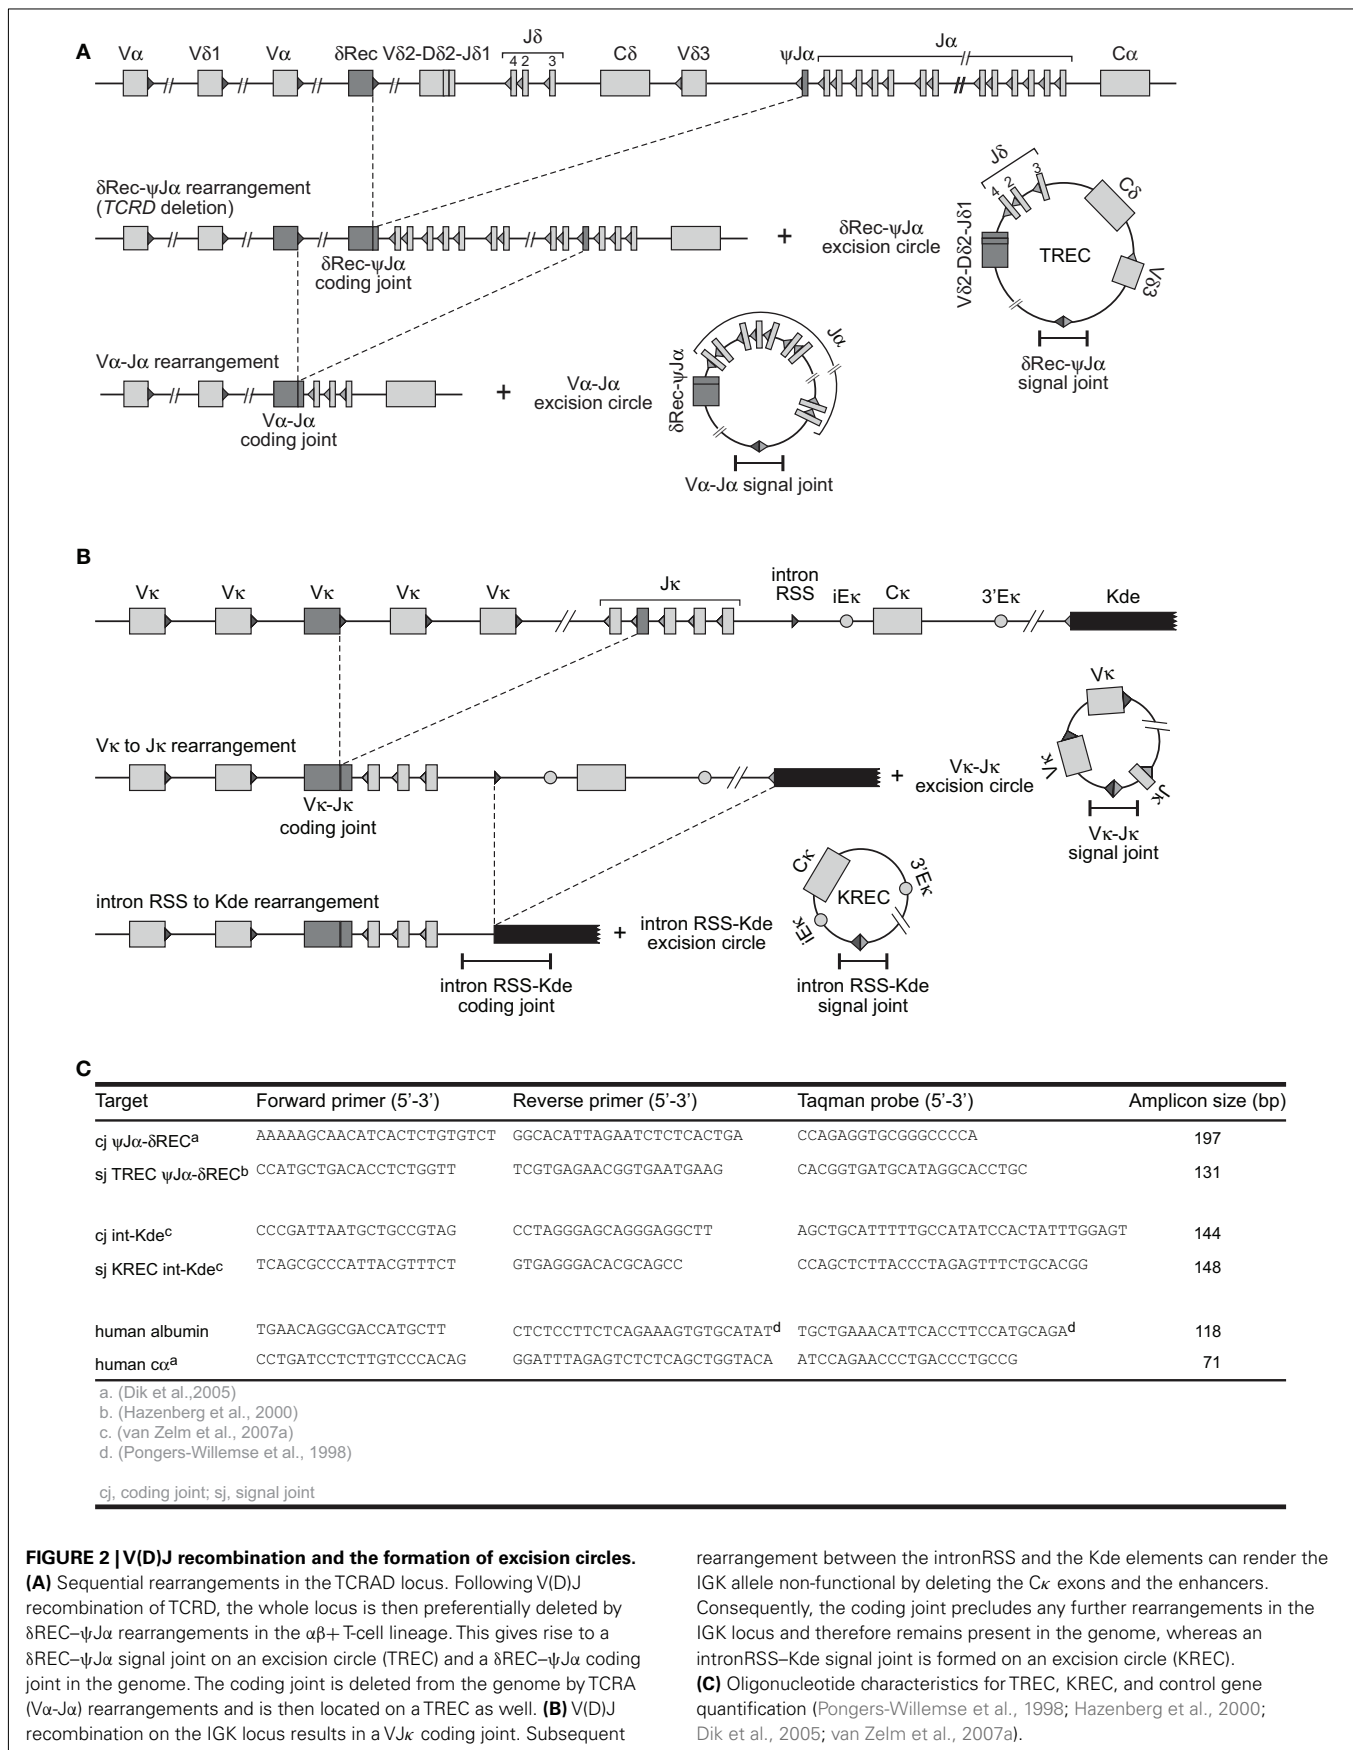 A
Vα Vδ1 Vα δRec Vδ2-Dδ2-Jδ1 Jδ 4 2 3 Cδ Vδ3 ψJα Jα Cα
δRec-ψJα rearrangement
(TCRD deletion)
δRec-ψJα
coding joint
+
δRec-ψJα
excision circle
Vδ2-Dδ2-Jδ1
Jδ
4 2 3
Cδ
TREC
Vδ3
δRec-ψJα
signal joint
Vα-Jα rearrangement
Vα-Jα
coding joint
+
Vα-Jα
excision circle
δRec-ψJα
Jα
Vα-Jα signal joint
B
Vκ Vκ Vκ Vκ Vκ Jκ intron
RSS iEκ Cκ 3'Eκ Kde
Vκ to Jκ rearrangement
Vκ-Jκ
coding joint
+
Vκ-Jκ
excision circle
Vκ
Vκ
Jκ
Vκ-Jκ
signal joint
intron RSS to Kde rearrangement
intron RSS-Kde
coding joint
+
intron RSS-Kde
excision circle
Cκ
3'Eκ
KREC
iEκ
intron RSS-Kde
signal joint
C
Target Forward primer (5'-3') Reverse primer (5'-3') Taqman probe (5'-3') Amplicon size (bp)
cj ψJα-δRECa AAAAAGCAACATCACTCTGTGTCT GGCACATTAGAATCTCTCACTGA CCAGAGGTGCGGGCCCCA 197
sj TREC ψJα-δRECb CCATGCTGACACCTCTGGTT TCGTGAGAACGGTGAATGAAG CACGGTGATGCATAGGCACCTGC 131
cj int-Kdec CCCGATTAATGCTGCCGTAG CCTAGGGAGCAGGGAGGCTT AGCTGCATTTTTGCCATATCCACTATTTGGAGT 144
sj KREC int-Kdec TCAGCGCCCATTACGTTTCT GTGAGGGACACGCAGCC CCAGCTCTTACCCTAGAGTTTCTGCACGG 148
human albumin TGAACAGGCGACCATGCTT CTCTCCTTCTCAGAAAGTGTGCATATd TGCTGAAACATTCACCTTCCATGCAGAd 118
human cαa CCTGATCCTCTTGTCCCACAG GGATTTAGAGTCTCTCAGCTGGTACA ATCCAGAACCCTGACCCTGCCG 71
a. (Dik et al.,2005)
b. (Hazenberg et al., 2000)
c. (van Zelm et al., 2007a)
d. (Pongers-Willemse et al., 1998)
cj, coding joint; sj, signal joint
FIGURE 2 | V(D)J recombination and the formation of excision circles.
(A) Sequential rearrangements in the TCRAD locus. Following V(D)J
recombination of TCRD, the whole locus is then preferentially deleted by
δREC–ψJα rearrangements in the αβ+ T-cell lineage. This gives rise to a
δREC–ψJα signal joint on an excision circle (TREC) and a δREC–ψJα coding
joint in the genome. The coding joint is deleted from the genome by TCRA
(Vα-Jα) rearrangements and is then located on a TREC as well. (B) V(D)J
recombination on the IGK locus results in a VJκ coding joint. Subsequent
rearrangement between the intronRSS and the Kde elements can render the
IGK allele non-functional by deleting the Cκ exons and the enhancers.
Consequently, the coding joint precludes any further rearrangements in the
IGK locus and therefore remains present in the genome, whereas an
intronRSS–Kde signal joint is formed on an excision circle (KREC).
(C) Oligonucleotide characteristics for TREC, KREC, and control gene
quantification (Pongers-Willemse et al., 1998; Hazenberg et al., 2000;
Dik et al., 2005; van Zelm et al., 2007a).